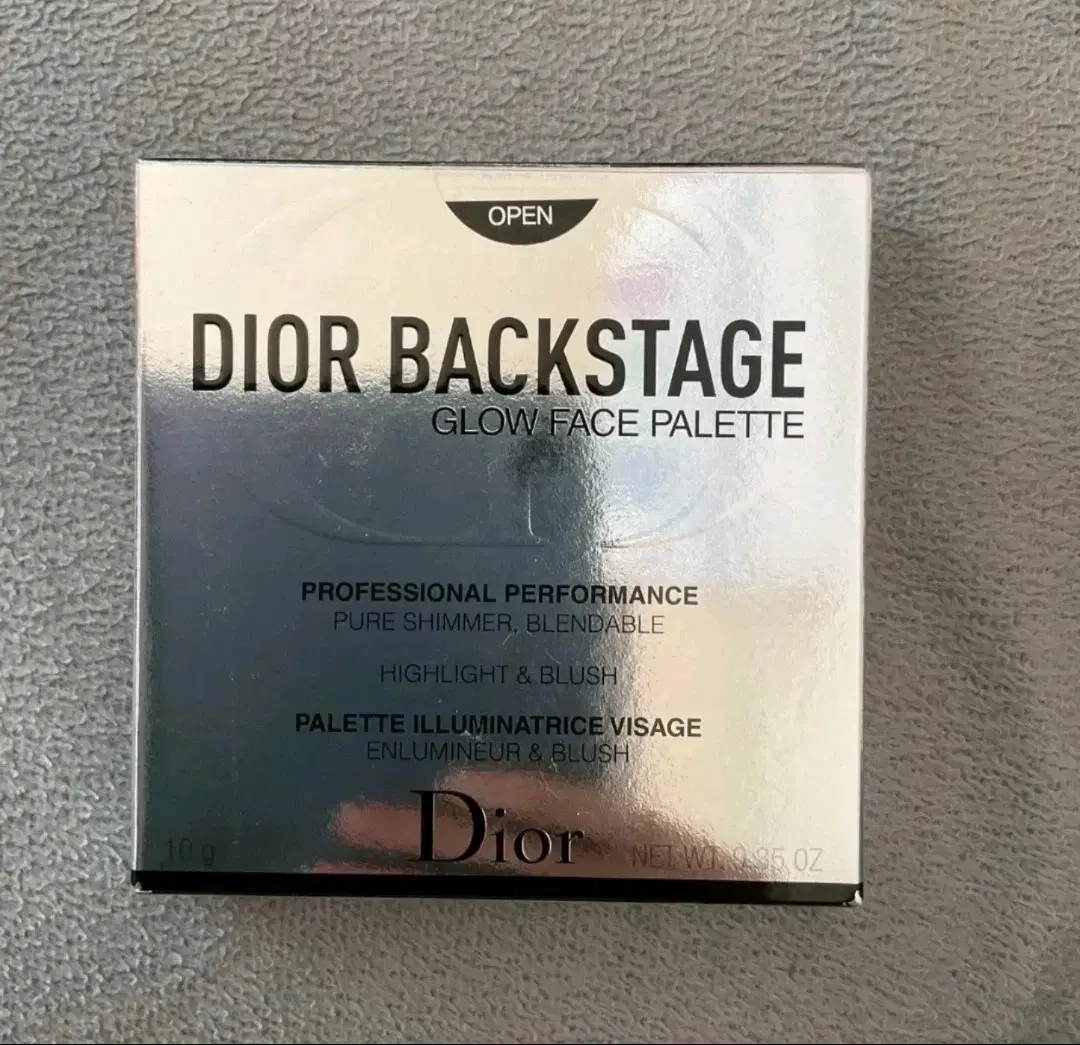 OPEN
DIOR BACKSTAGE
GLOW FACE PALETTE
PROFESSIONAL PERFORMANCE
PURE SHIMMER, BLENDABLE
HIGHLIGHT & BLUSH
PALETTE ILLUMINATRICE VISAGE
ENLUMINEUR & BLUSH
Dior
10 g
NET WT. 0.35 OZ